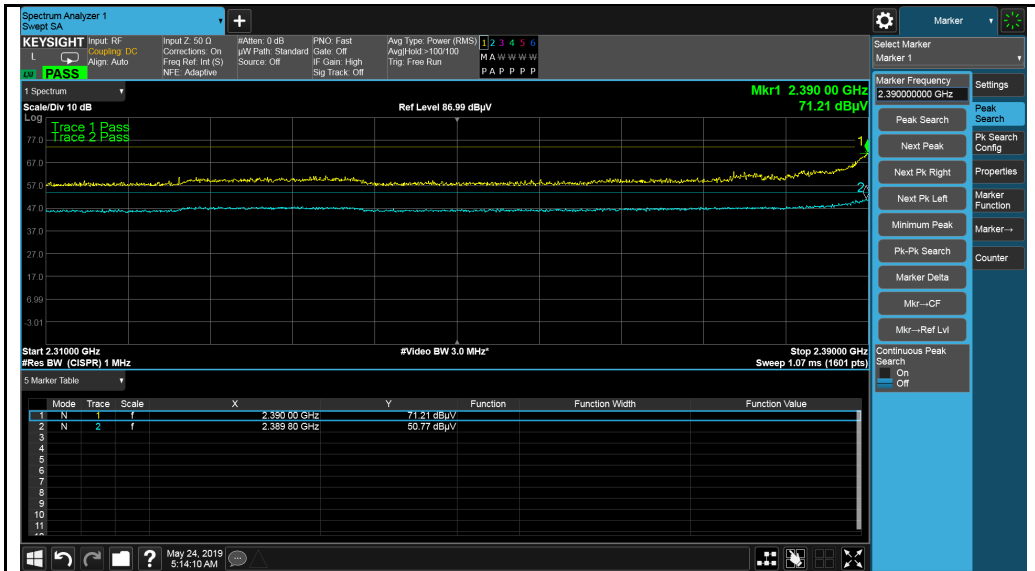 Spectrum Analyzer 1
Swept SA
+
Marker
KEYSIGHT
L
LXI
PASS
Input: RF
Coupling: DC
Align: Auto
Input Z: 50 Ω
Corrections: On
Freq Ref: Int (S)
NFE: Adaptive
#Atten: 0 dB
µW Path: Standard
Source: Off
PNO: Fast
Gate: Off
IF Gain: High
Sig Track: Off
Avg Type: Power (RMS)
Avg|Hold:>100/100
Trig: Free Run
1 2 3 4 5 6
M A W W W W
P A P P P P
Select Marker
Marker 1
1 Spectrum
Mkr1 2.390 00 GHz
71.21 dBµV
Scale/Div 10 dB
Ref Level 86.99 dBµV
Log
Trace 1 Pass
Trace 2 Pass
77.0
67.0
57.0
47.0
37.0
27.0
17.0
6.99
-3.01
1
2
Start 2.31000 GHz
#Video BW 3.0 MHz*
Stop 2.39000 GHz
#Res BW (CISPR) 1 MHz
Sweep 1.07 ms (1601 pts)
Marker Frequency
2.390000000 GHz
Peak Search
Next Peak
Next Pk Right
Next Pk Left
Minimum Peak
Pk-Pk Search
Marker Delta
Mkr→CF
Mkr→Ref Lvl
Continuous Peak
Search
On
Off
Settings
Peak
Search
Pk Search
Config
Properties
Marker
Function
Marker→
Counter
5 Marker Table
Mode Trace Scale X Y Function Function Width Function Value
1 N 1 f 2.390 00 GHz 71.21 dBµV
2 N 2 f 2.389 80 GHz 50.77 dBµV
3
4
5
6
7
8
9
10
11
?
May 24, 2019
5:14:10 AM